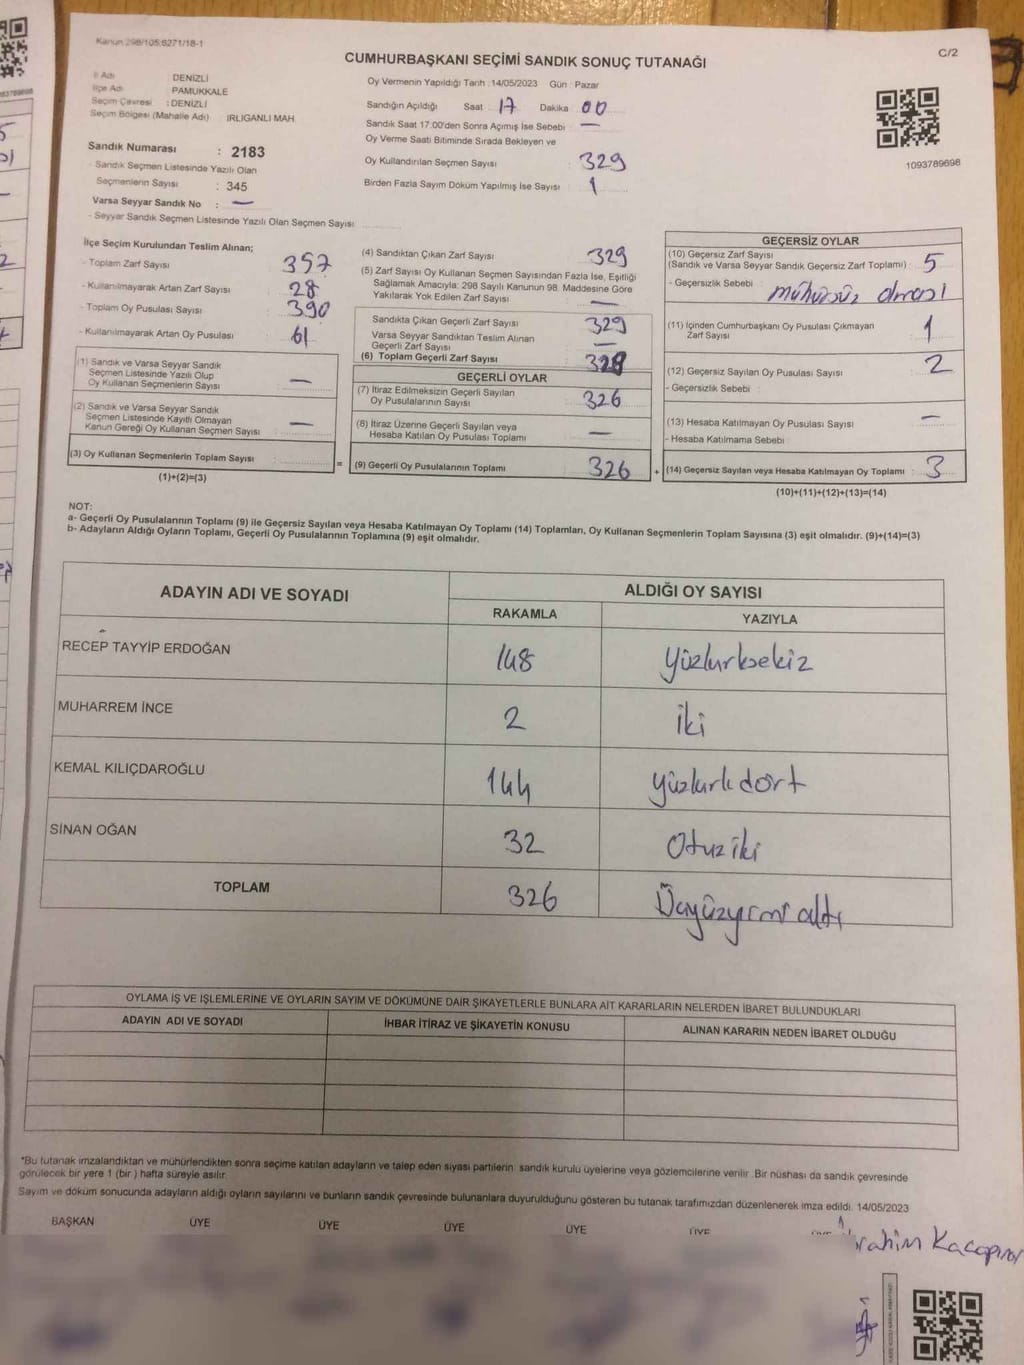 Kanun 298/105,6271/18-1
C/2
CUMHURBAŞKANI SEÇİMİ SANDIK SONUÇ TUTANAĞI
İl Adı DENİZLİ
İlçe Adı PAMUKKALE
Seçim Çevresi : DENİZLİ
Seçim Bölgesi (Mahalle Adı) IRLIGANLI MAH.
Sandık Numarası : 2183
- Sandık Seçmen Listesinde Yazılı Olan
Seçmenlerin Sayısı : 345
Varsa Seyyar Sandık No : —
- Seyyar Sandık Seçmen Listesinde Yazılı Olan Seçmen Sayısı
Oy Vermenin Yapıldığı Tarih : 14/05/2023 Gün : Pazar
Sandığın Açıldığı Saat 17 Dakika 00
Sandık Saat 17:00'den Sonra Açımış İse Sebebi : —
Oy Verme Saati Bitiminde Sırada Bekleyen ve
Oy Kullandırılan Seçmen Sayısı : 329
Birden Fazla Sayım Döküm Yapılmış İse Sayısı : 1
1093789698
İlçe Seçim Kurulundan Teslim Alınan;
- Toplam Zarf Sayısı 357
- Kullanılmayarak Artan Zarf Sayısı 28
- Toplam Oy Pusulası Sayısı 390
- Kullanılmayarak Artan Oy Pusulası 61
(1) Sandık ve Varsa Seyyar Sandık
Seçmen Listesinde Yazılı Olup
Oy Kullanan Seçmenlerin Sayısı : —
(2) Sandık ve Varsa Seyyar Sandık
Seçmen Listesinde Kayıtlı Olmayan
Kanun Gereği Oy Kullanan Seçmen Sayısı : —
(3) Oy Kullanan Seçmenlerin Toplam Sayısı :
(1)+(2)=(3)
=
(4) Sandıktan Çıkan Zarf Sayısı 329
(5) Zarf Sayısı Oy Kullanan Seçmen Sayısından Fazla İse, Eşitliği
Sağlamak Amacıyla; 298 Sayılı Kanunun 98. Maddesine Göre
Yakılarak Yok Edilen Zarf Sayısı : —
Sandıkta Çıkan Geçerli Zarf Sayısı : 329
Varsa Seyyar Sandıktan Teslim Alınan
Geçerli Zarf Sayısı : —
(6) Toplam Geçerli Zarf Sayısı : 329
GEÇERLİ OYLAR
(7) İtiraz Edilmeksizin Geçerli Sayılan
Oy Pusulalarının Sayısı : 326
(8) İtiraz Üzerine Geçerli Sayılan veya
Hesaba Katılan Oy Pusulası Toplamı : —
(9) Geçerli Oy Pusulalarının Toplamı : 326
+
GEÇERSİZ OYLAR
(10) Geçersiz Zarf Sayısı
(Sandık ve Varsa Seyyar Sandık Geçersiz Zarf Toplamı) : 5
- Geçersizlik Sebebi : mühürsüz olması
(11) İçinden Cumhurbaşkanı Oy Pusulası Çıkmayan
Zarf Sayısı : 1
(12) Geçersiz Sayılan Oy Pusulası Sayısı : 2
- Geçersizlik Sebebi :
(13) Hesaba Katılmayan Oy Pusulası Sayısı : —
- Hesaba Katılmama Sebebi
(14) Geçersiz Sayılan veya Hesaba Katılmayan Oy Toplamı : 3
(10)+(11)+(12)+(13)=(14)
NOT:
a- Geçerli Oy Pusulalarının Toplamı (9) ile Geçersiz Sayılan veya Hesaba Katılmayan Oy Toplamı (14) Toplamları, Oy Kullanan Seçmenlerin Toplam Sayısına (3) eşit olmalıdır. (9)+(14)=(3)
b- Adayların Aldığı Oyların Toplamı, Geçerli Oy Pusulalarının Toplamına (9) eşit olmalıdır.
ADAYIN ADI VE SOYADI ALDIĞI OY SAYISI
RAKAMLA YAZIYLA
RECEP TAYYİP ERDOĞAN 148 Yüzkırksekiz
MUHARREM İNCE 2 iki
KEMAL KILIÇDAROĞLU 144 yüzkırkdört
SİNAN OĞAN 32 Otuziki
TOPLAM 326 Üçyüzyirmi altı
OYLAMA İŞ VE İŞLEMLERİNE VE OYLARIN SAYIM VE DÖKÜMÜNE DAİR ŞİKAYETLERLE BUNLARA AİT KARARLARIN NELERDEN İBARET BULUNDUKLARI
ADAYIN ADI VE SOYADI İHBAR İTİRAZ VE ŞİKAYETİN KONUSU ALINAN KARARIN NEDEN İBARET OLDUĞU
*Bu tutanak imzalandıktan ve mühürlendikten sonra seçime katılan adayların ve talep eden siyasi partilerin sandık kurulu üyelerine veya gözlemcilerine verilir. Bir nüshası da sandık çevresinde
görülecek bir yere 1 (bir ) hafta süreyle asılır.
Sayım ve döküm sonucunda adayların aldığı oyların sayılarını ve bunların sandık çevresinde bulunanlara duyurulduğunu gösteren bu tutanak tarafımızdan düzenlenerek imza edildi. 14/05/2023
BAŞKAN ÜYE ÜYE ÜYE ÜYE ÜYE